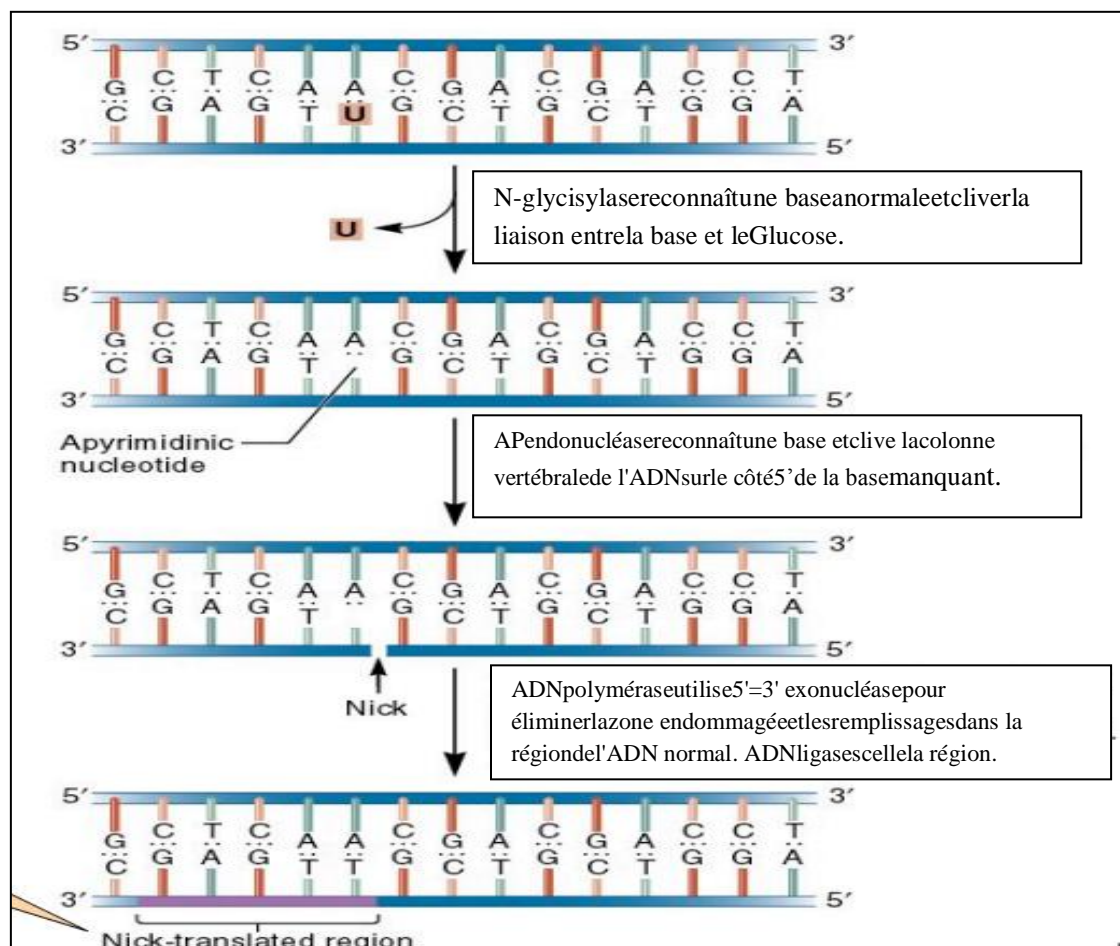 5′ 3′
G C T C A A C G A C G A C C T
C G A G T U G C T G C T G G A
3′ 5′
N-glycisylasereconnaîtune baseanormaleetcliverla
liaison entrela base et leGlucose.
U
5′ 3′
G C T C A A C G A C G A C C T
C G A G T G C T G C T G G A
3′ 5′
Apyrimidinic
nucleotide
APendonucléasereconnaîtune base etclive lacolonne
vertébralede l'ADNsurle côté5’de la basemanquant.
5′ 3′
G C T C A A C G A C G A C C T
C G A G T G C T G C T G G A
3′ 5′
Nick
ADNpolyméraseutilise5'=3' exonucléasepour
éliminerlazone endommagéeetlesremplissagesdans la
régiondel'ADN normal. ADNligasescellela région.
5′ 3′
G C T C A A C G A C G A C C T
C G A G T T G C T G C T G G A
3′ 5′
Nick-translated region